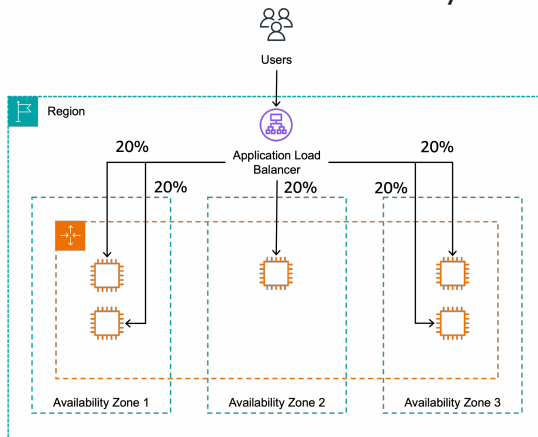 Users
Region
20%
20%
Application Load
Balancer
20%
20%
20%
Availability Zone 1
Availability Zone 2
Availability Zone 3